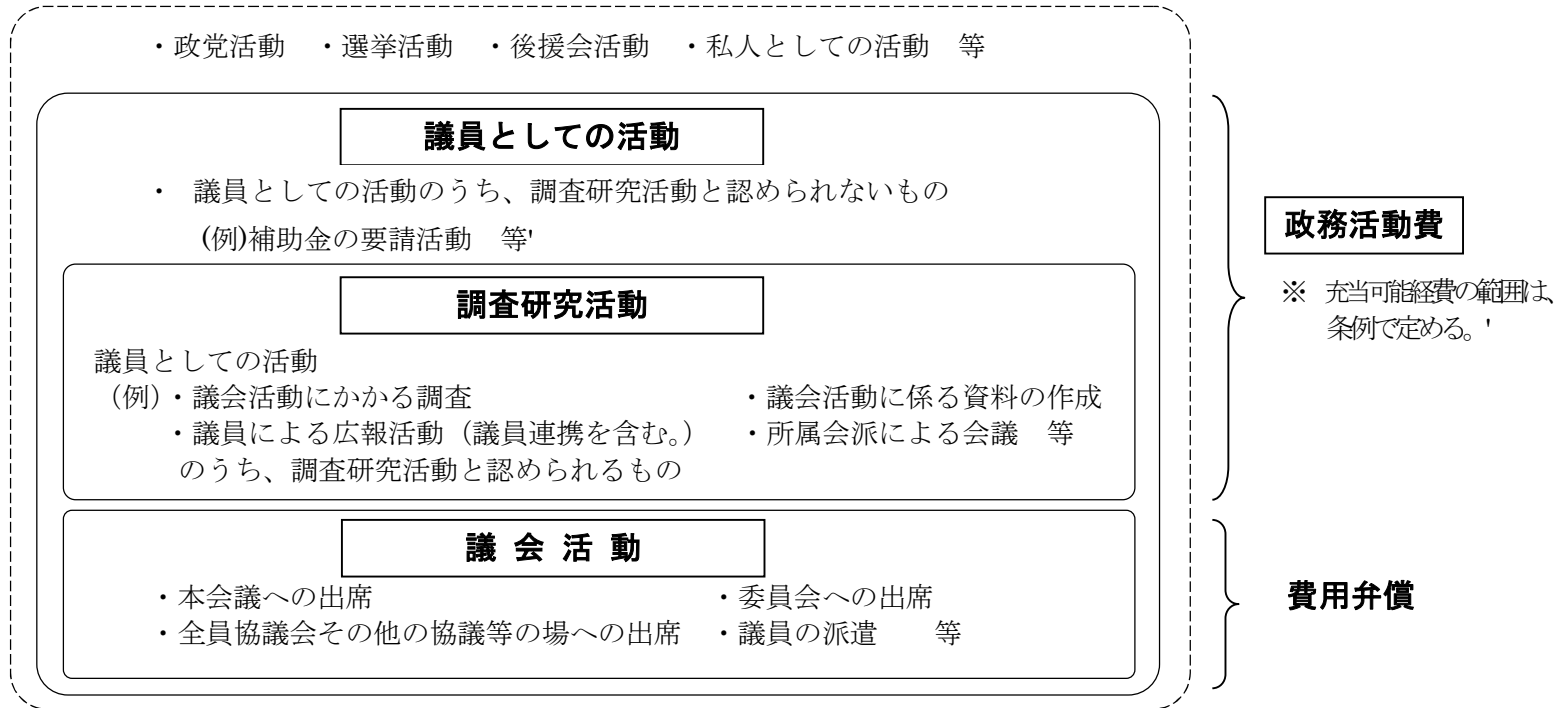 ・政党活動　・選挙活動　・後援会活動　・私人としての活動　等
議員としての活動
・　議員としての活動のうち、調査研究活動と認められないもの
(例)補助金の要請活動　等'
調査研究活動
議員としての活動
（例）・議会活動にかかる調査　・議会活動に係る資料の作成
・議員による広報活動（議員連携を含む。）　・所属会派による会議　等
のうち、調査研究活動と認められるもの
政務活動費
※　充当可能経費の範囲は、
条例で定める。'
議 会 活 動
・本会議への出席　・委員会への出席
・全員協議会その他の協議等の場への出席　・議員の派遣　等
費用弁償